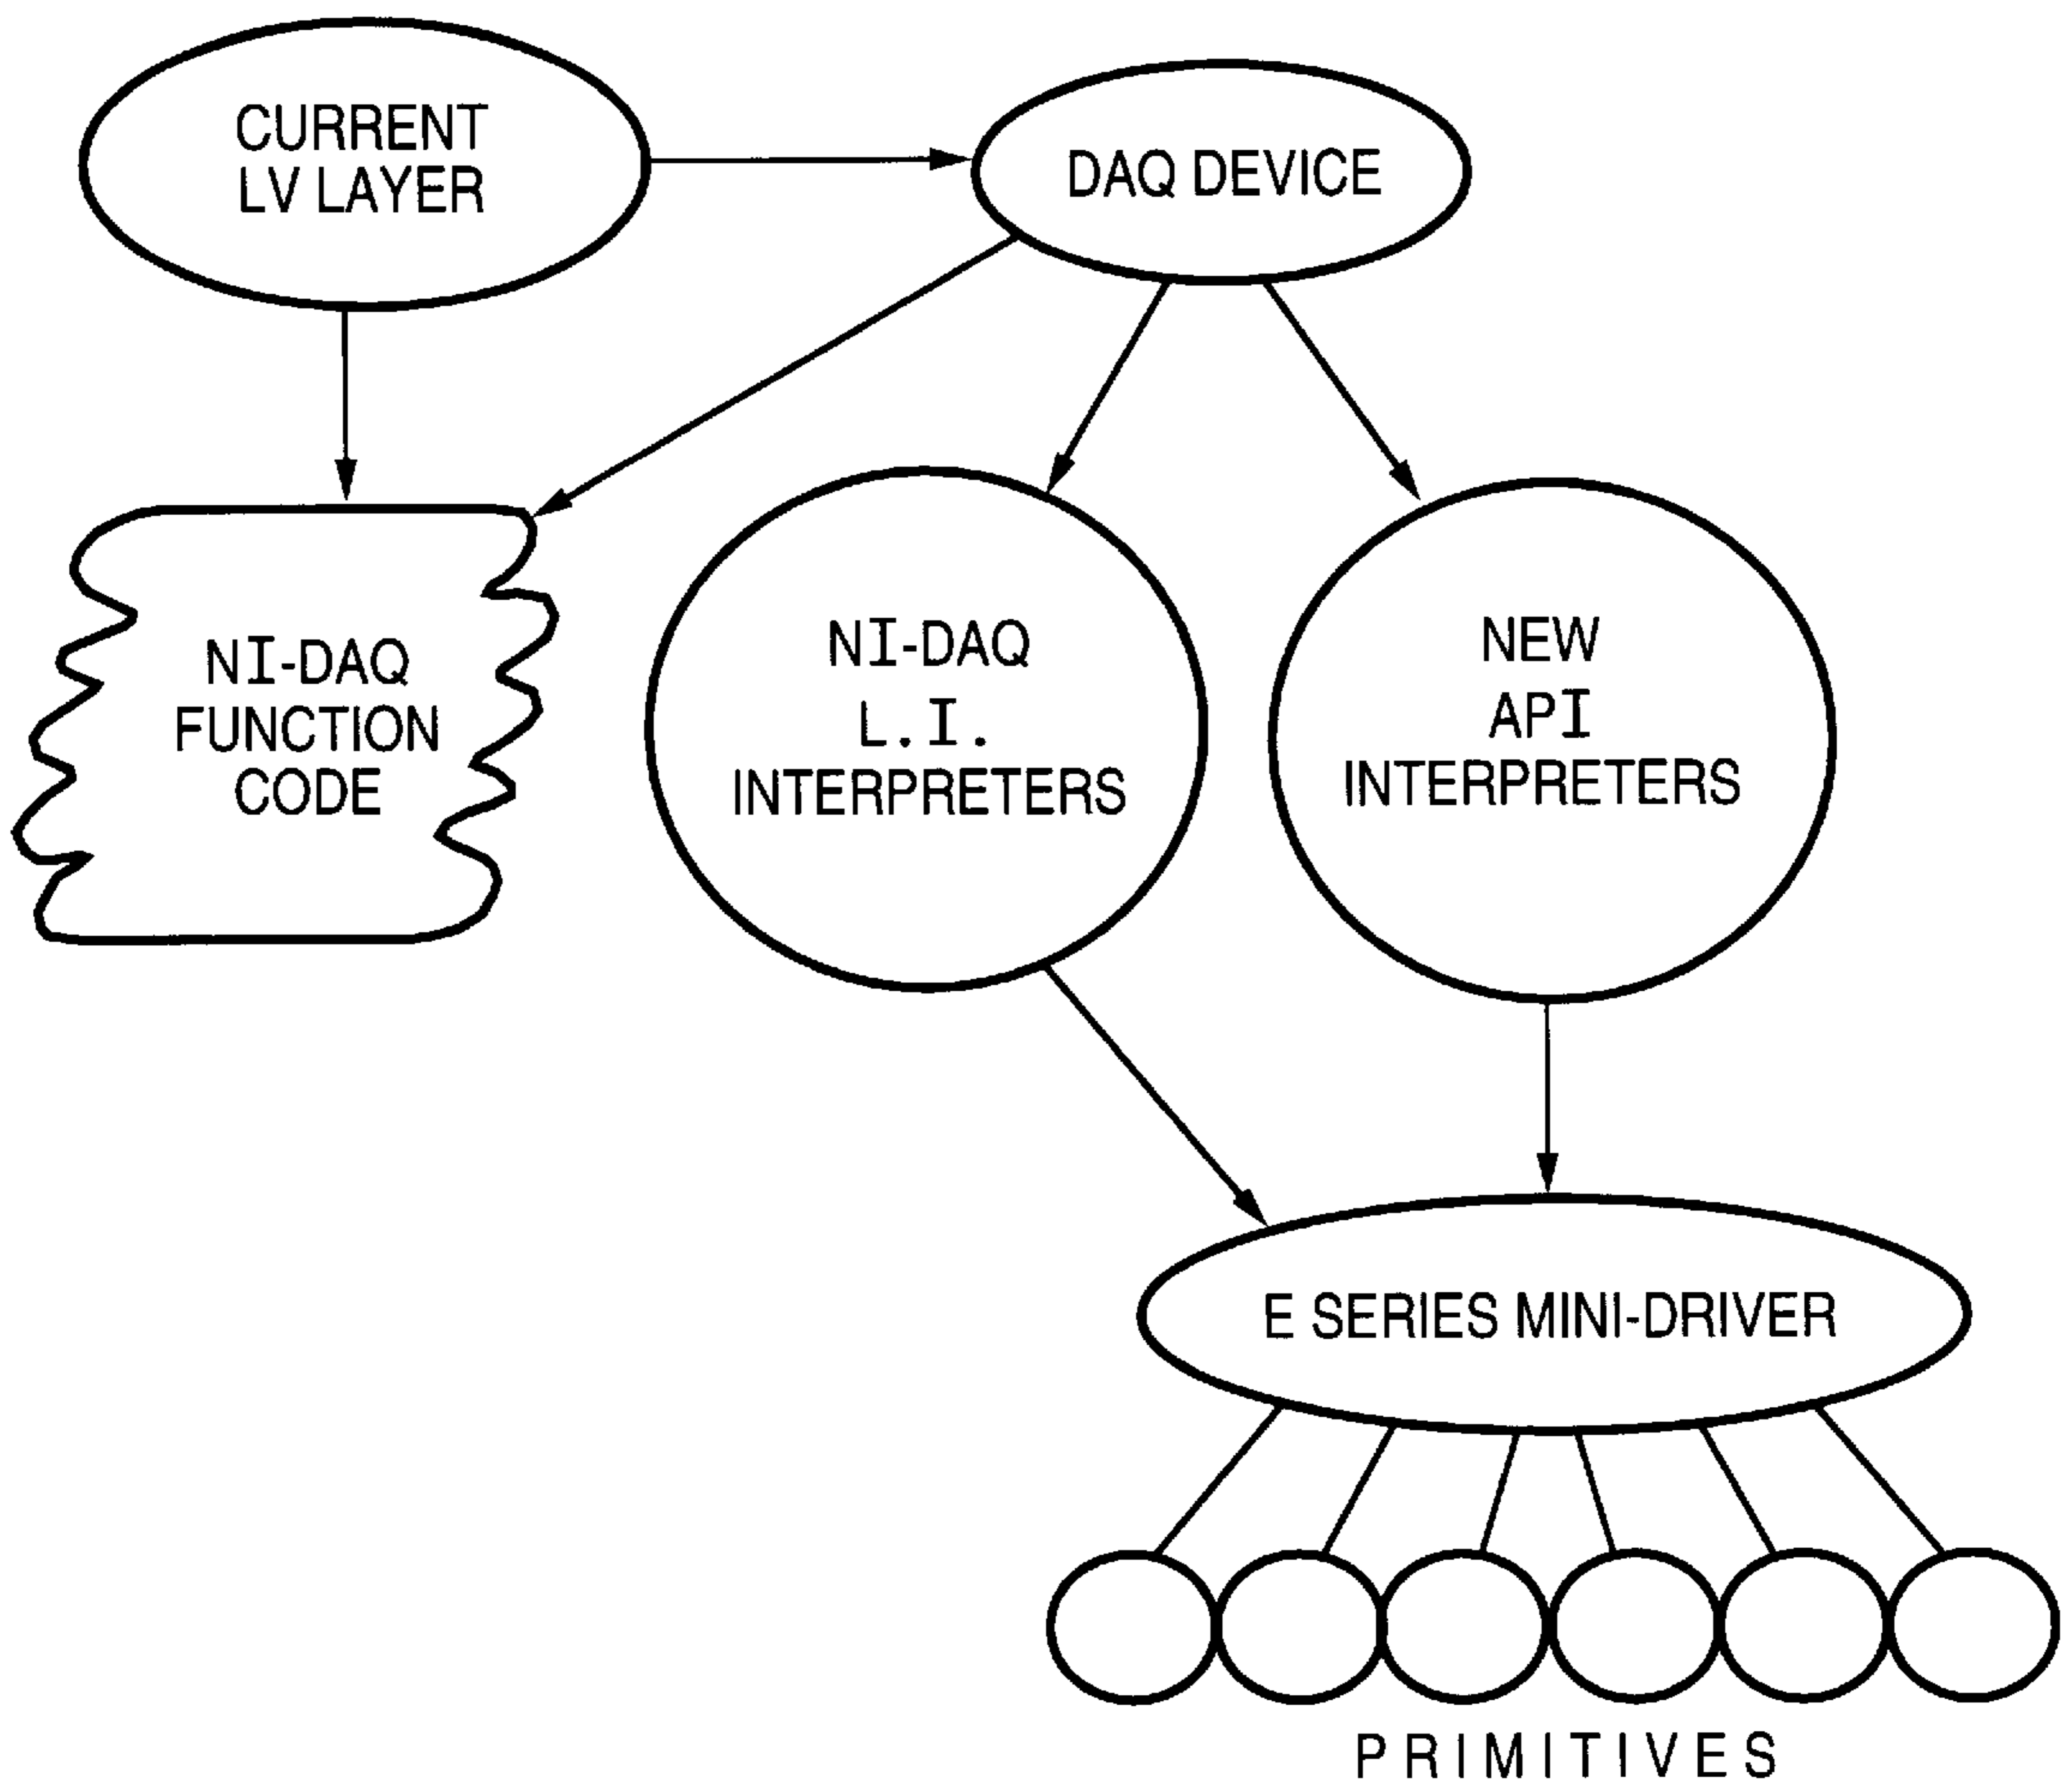 CURRENT
LV LAYER
DAQ DEVICE
NI-DAQ
FUNCTION
CODE
NI-DAQ
L.I.
INTERPRETERS
NEW
API
INTERPRETERS
E SERIES MINI-DRIVER
PRIMITIVES